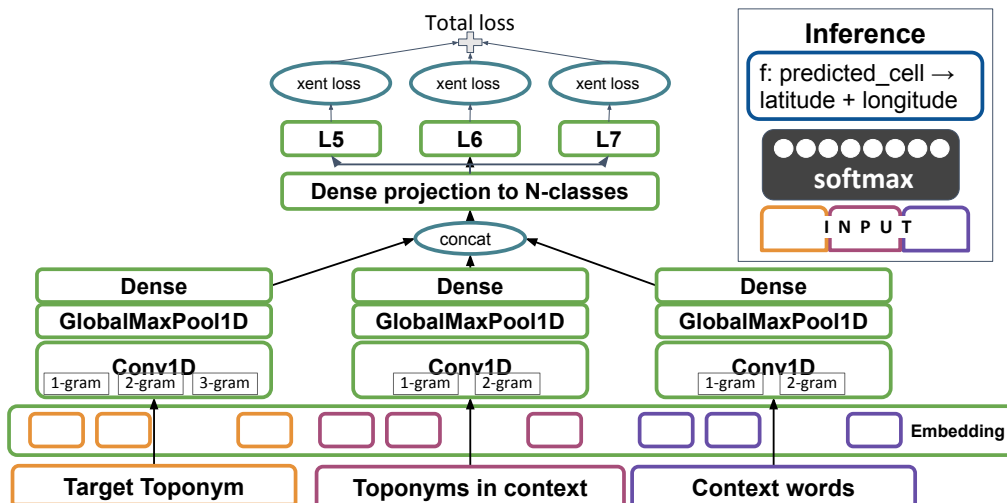 Total loss
xent loss xent loss xent loss
L5 L6 L7
Dense projection to N-classes
concat
Dense Dense Dense
GlobalMaxPool1D GlobalMaxPool1D GlobalMaxPool1D
Conv1D Conv1D Conv1D
1-gram 2-gram 3-gram 1-gram 2-gram 1-gram 2-gram
Embedding
Target Toponym Toponyms in context Context words
Inference
f: predicted_cell →
latitude + longitude
softmax
I N P U T